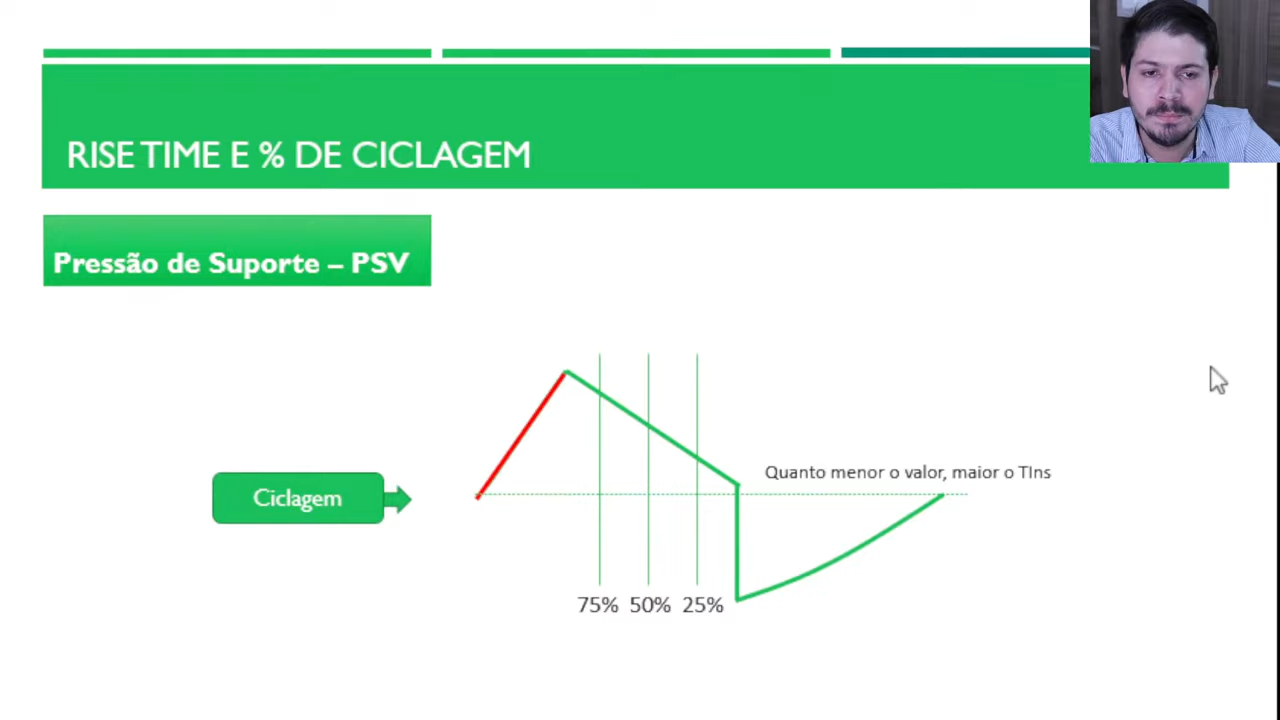 RISE TIME E % DE CICLAGEM
Pressão de Suporte – PSV
Quanto menor o valor, maior o TIns
Ciclagem
75% 50% 25%